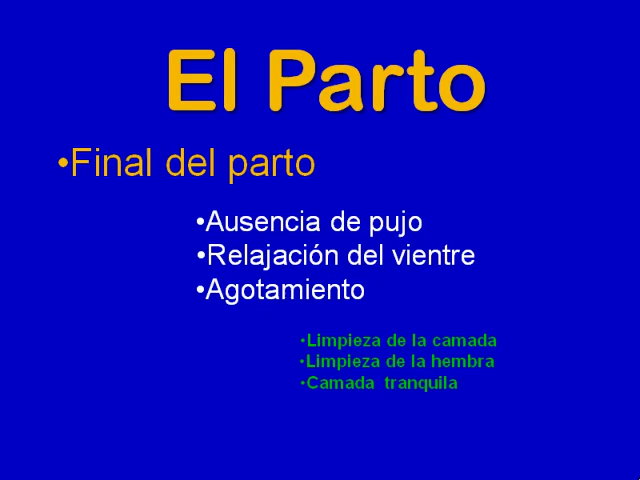 El Parto
•Final del parto
•Ausencia de pujo
•Relajación del vientre
•Agotamiento
•Limpieza de la camada
•Limpieza de la hembra
•Camada tranquila